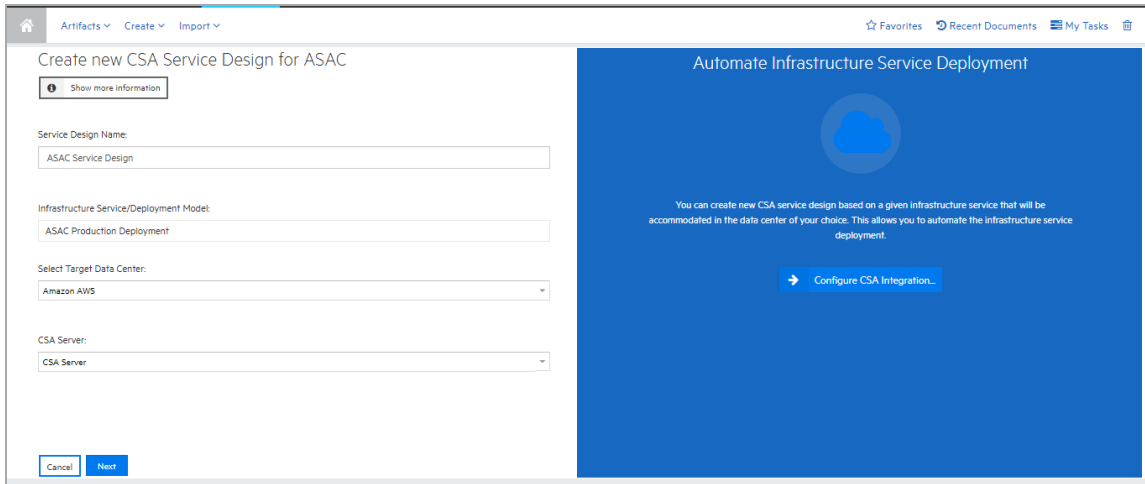 Artifacts Create Import Favorites Recent Documents My Tasks
Create new CSA Service Design for ASAC
Show more information
Service Design Name:
ASAC Service Design
Infrastructure Service/Deployment Model:
ASAC Production Deployment
Select Target Data Center:
Amazon AWS
CSA Server:
CSA Server
Cancel Next
Automate Infrastructure Service Deployment
You can create new CSA service design based on a given infrastructure service that will be
accommodated in the data center of your choice. This allows you to automate the infrastructure service
deployment.
Configure CSA Integration...